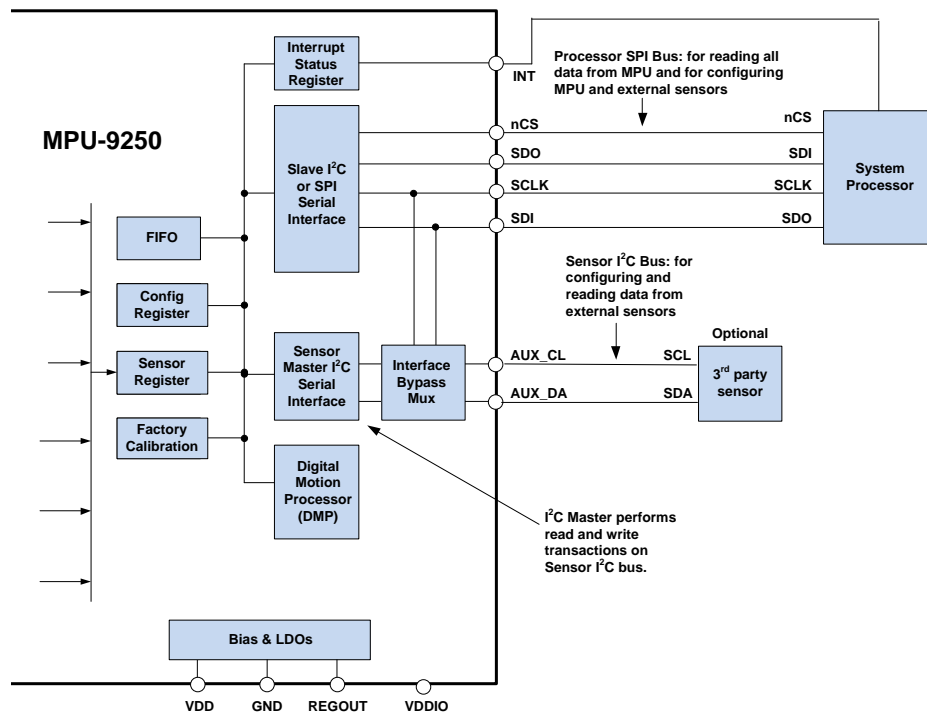 Interrupt
Status
Register
INT
Processor SPI Bus: for reading all
data from MPU and for configuring
MPU and external sensors
MPU-9250
Slave I²C
or SPI
Serial
Interface
nCS
nCS
SDO
SDI
SCLK
SCLK
SDI
SDO
System
Processor
FIFO
Config
Register
Sensor
Register
Factory
Calibration
Sensor
Master I²C
Serial
Interface
Interface
Bypass
Mux
Digital
Motion
Processor
(DMP)
Sensor I²C Bus: for
configuring and
reading data from
external sensors
AUX_CL
SCL
AUX_DA
SDA
Optional
3rd party
sensor
I²C Master performs
read and write
transactions on
Sensor I²C bus.
Bias & LDOs
VDD
GND
REGOUT
VDDIO